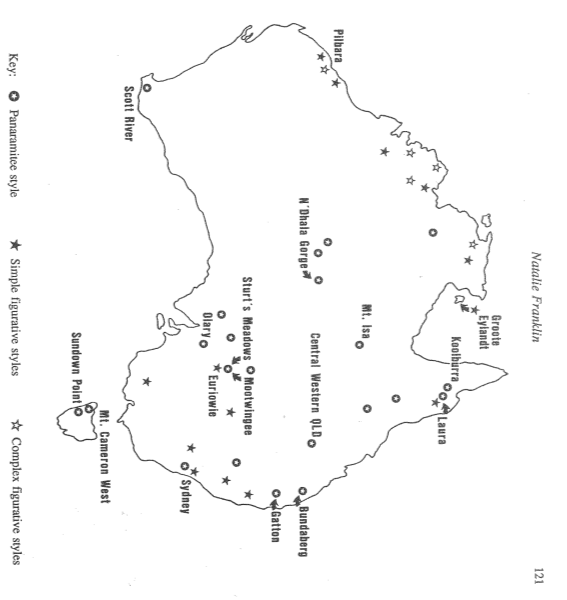 Natalie Franklin
121
Pilbara
Groote
Eylandt
Koolburra
Laura
N'Dhala Gorge
Mt. Isa
Central Western QLD
Scott River
Sturt's Meadows
Mootwingee
Olary
Euriowie
Bundaberg
Gatton
Sydney
Mt. Cameron West
Sundown Point
Key: Panaramitee style Simple figurative styles Complex figurative styles